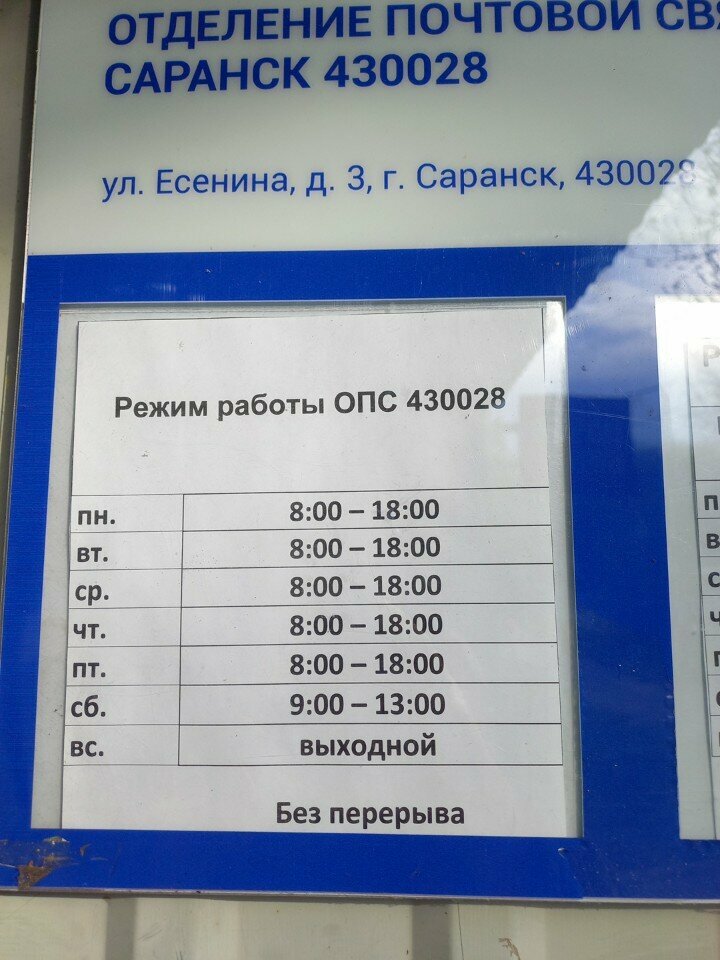 ОТДЕЛЕНИЕ ПОЧТОВОЙ
САРАНСК 430028
ул. Есенина, д. 3, г. Саранск, 430028
Режим работы ОПС 430028
пн. 8:00 – 18:00
вт. 8:00 – 18:00
ср. 8:00 – 18:00
чт. 8:00 – 18:00
пт. 8:00 – 18:00
сб. 9:00 – 13:00
вс. выходной
Без перерыва